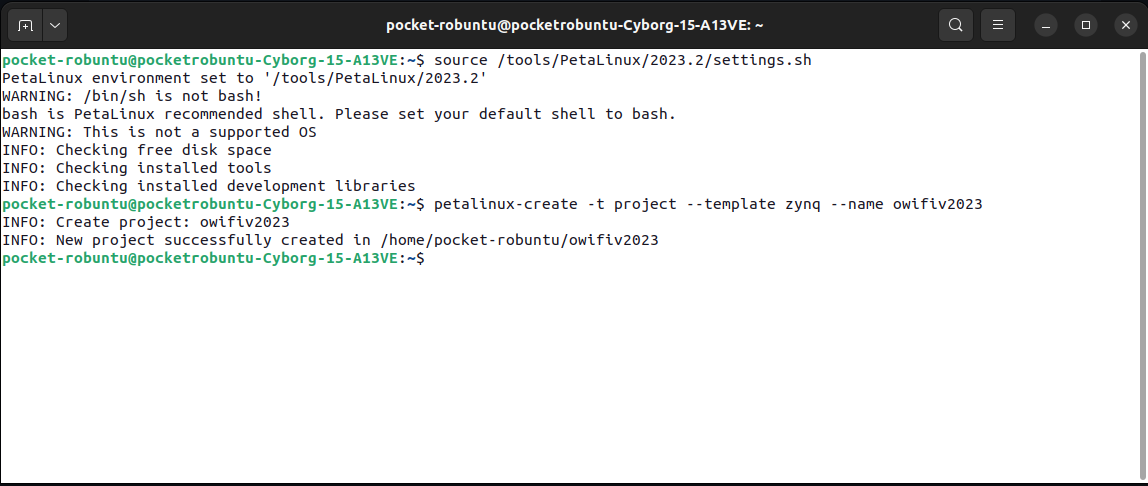 pocket-robuntu@pocketrobuntu-Cyborg-15-A13VE: ~
pocket-robuntu@pocketrobuntu-Cyborg-15-A13VE:~$ source /tools/PetaLinux/2023.2/settings.sh
PetaLinux environment set to '/tools/PetaLinux/2023.2'
WARNING: /bin/sh is not bash!
bash is PetaLinux recommended shell. Please set your default shell to bash.
WARNING: This is not a supported OS
INFO: Checking free disk space
INFO: Checking installed tools
INFO: Checking installed development libraries
pocket-robuntu@pocketrobuntu-Cyborg-15-A13VE:~$ petalinux-create -t project --template zynq --name owifiv2023
INFO: Create project: owifiv2023
INFO: New project successfully created in /home/pocket-robuntu/owifiv2023
pocket-robuntu@pocketrobuntu-Cyborg-15-A13VE:~$